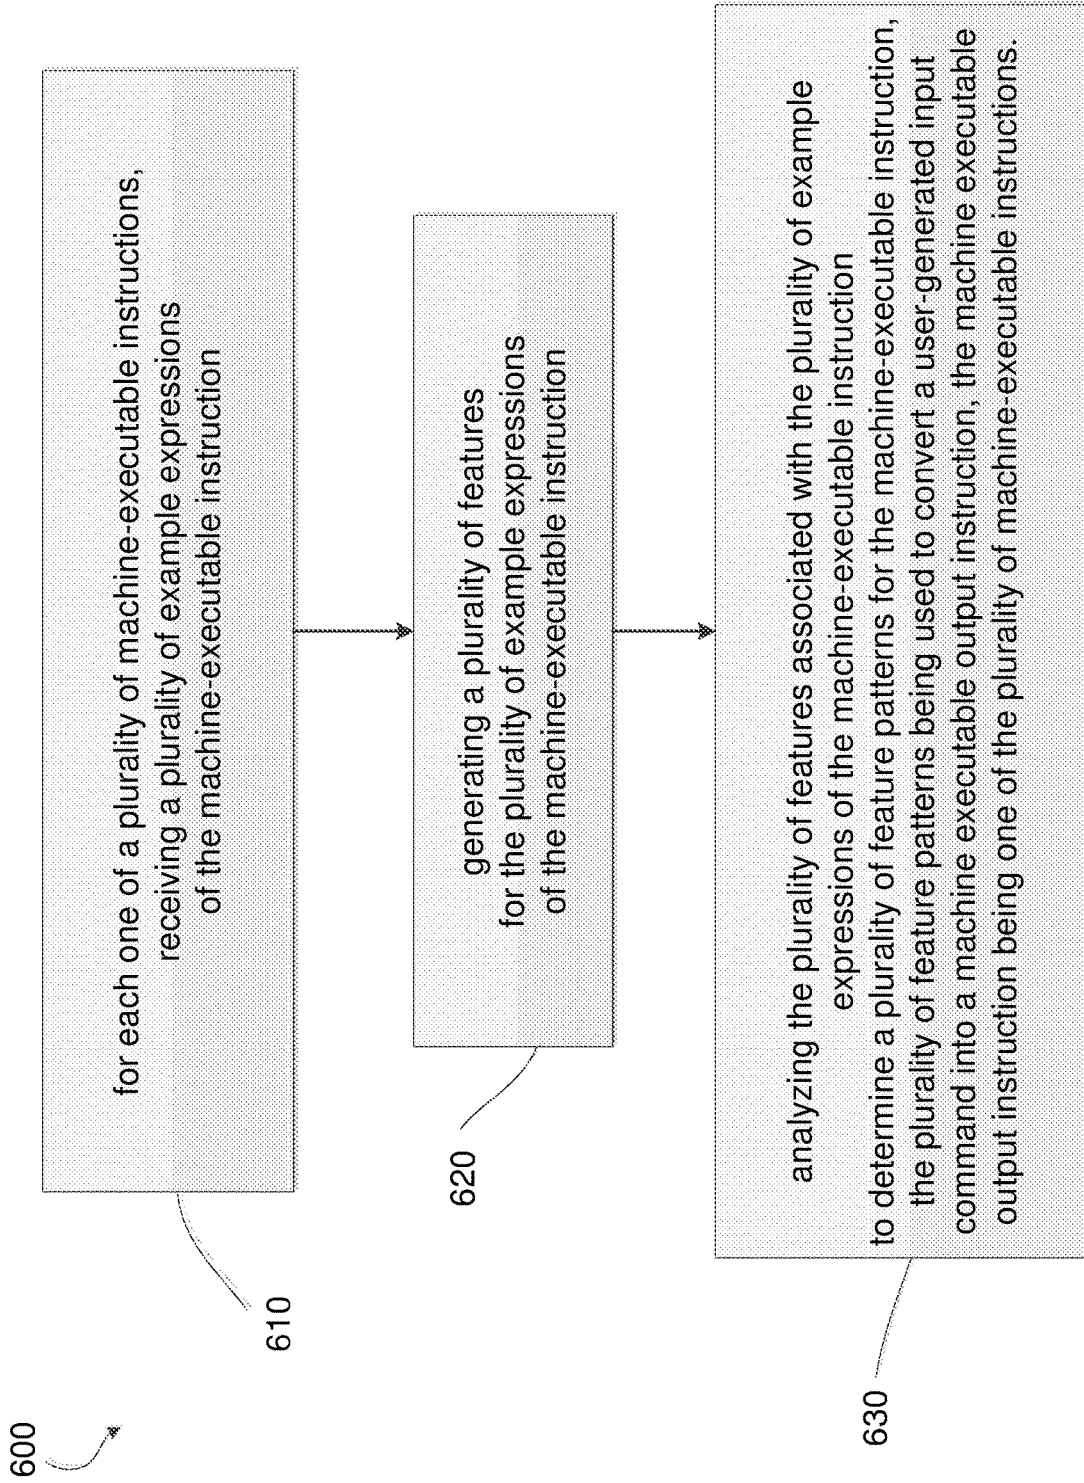 600
610
for each one of a plurality of machine-executable instructions,
receiving a plurality of example expressions
of the machine-executable instruction
620
generating a plurality of features
for the plurality of example expressions
of the machine-executable instruction
630
analyzing the plurality of features associated with the plurality of example
expressions of the machine-executable instruction
to determine a plurality of feature patterns for the machine-executable instruction,
the plurality of feature patterns being used to convert a user-generated input
command into a machine executable output instruction, the machine executable
output instruction being one of the plurality of machine-executable instructions.